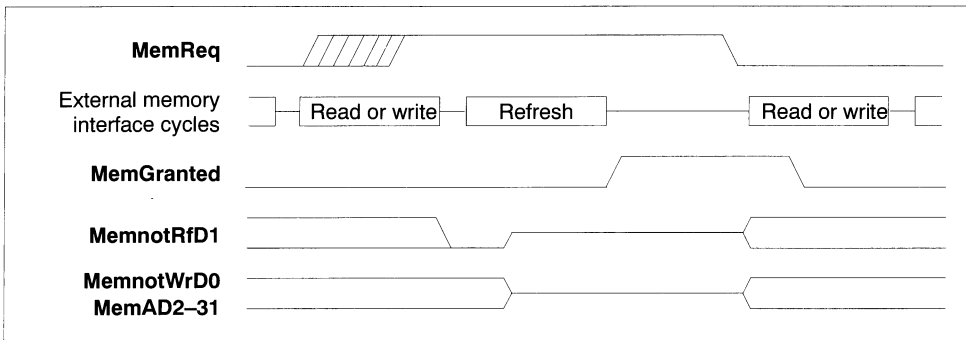 MemReq
External memory
interface cycles
Read or write
Refresh
Read or write
MemGranted
MemnotRfD1
MemnotWrD0
MemAD2–31